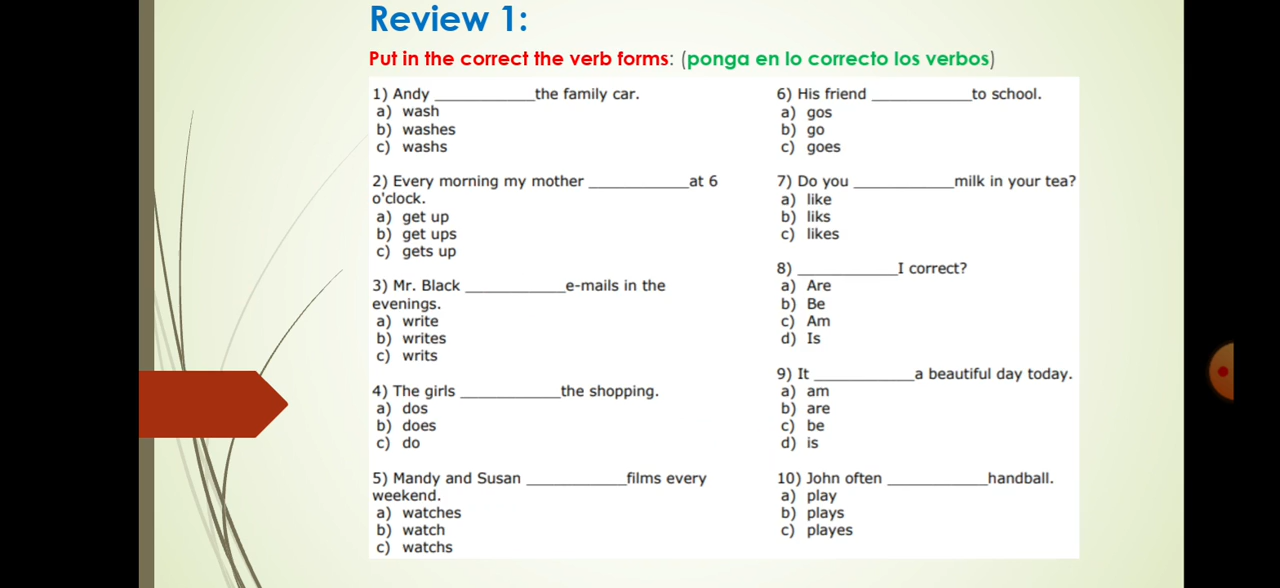 Review 1:
Put in the correct the verb forms: (ponga en lo correcto los verbos)
1) Andy ____________the family car.
a) wash
b) washes
c) washs
2) Every morning my mother ____________at 6
o'clock.
a) get up
b) get ups
c) gets up
3) Mr. Black ____________e-mails in the
evenings.
a) write
b) writes
c) writs
4) The girls ____________the shopping.
a) dos
b) does
c) do
5) Mandy and Susan ____________films every
weekend.
a) watches
b) watch
c) watchs
6) His friend ____________to school.
a) gos
b) go
c) goes
7) Do you ____________milk in your tea?
a) like
b) liks
c) likes
8) ____________I correct?
a) Are
b) Be
c) Am
d) Is
9) It ____________a beautiful day today.
a) am
b) are
c) be
d) is
10) John often ____________handball.
a) play
b) plays
c) playes